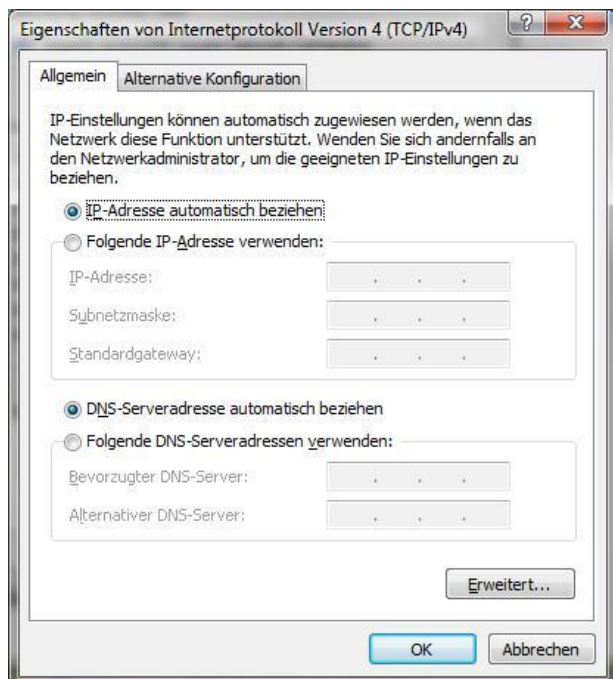 Eigenschaften von Internetprotokoll Version 4 (TCP/IPv4)
Allgemein
Alternative Konfiguration
IP-Einstellungen können automatisch zugewiesen werden, wenn das
Netzwerk diese Funktion unterstützt. Wenden Sie sich andernfalls an
den Netzwerkadministrator, um die geeigneten IP-Einstellungen zu
beziehen.
IP-Adresse automatisch beziehen
Folgende IP-Adresse verwenden:
IP-Adresse:
Subnetzmaske:
Standardgateway:
DNS-Serveradresse automatisch beziehen
Folgende DNS-Serveradressen verwenden:
Bevorzugter DNS-Server:
Alternativer DNS-Server:
Erweitert...
OK
Abbrechen